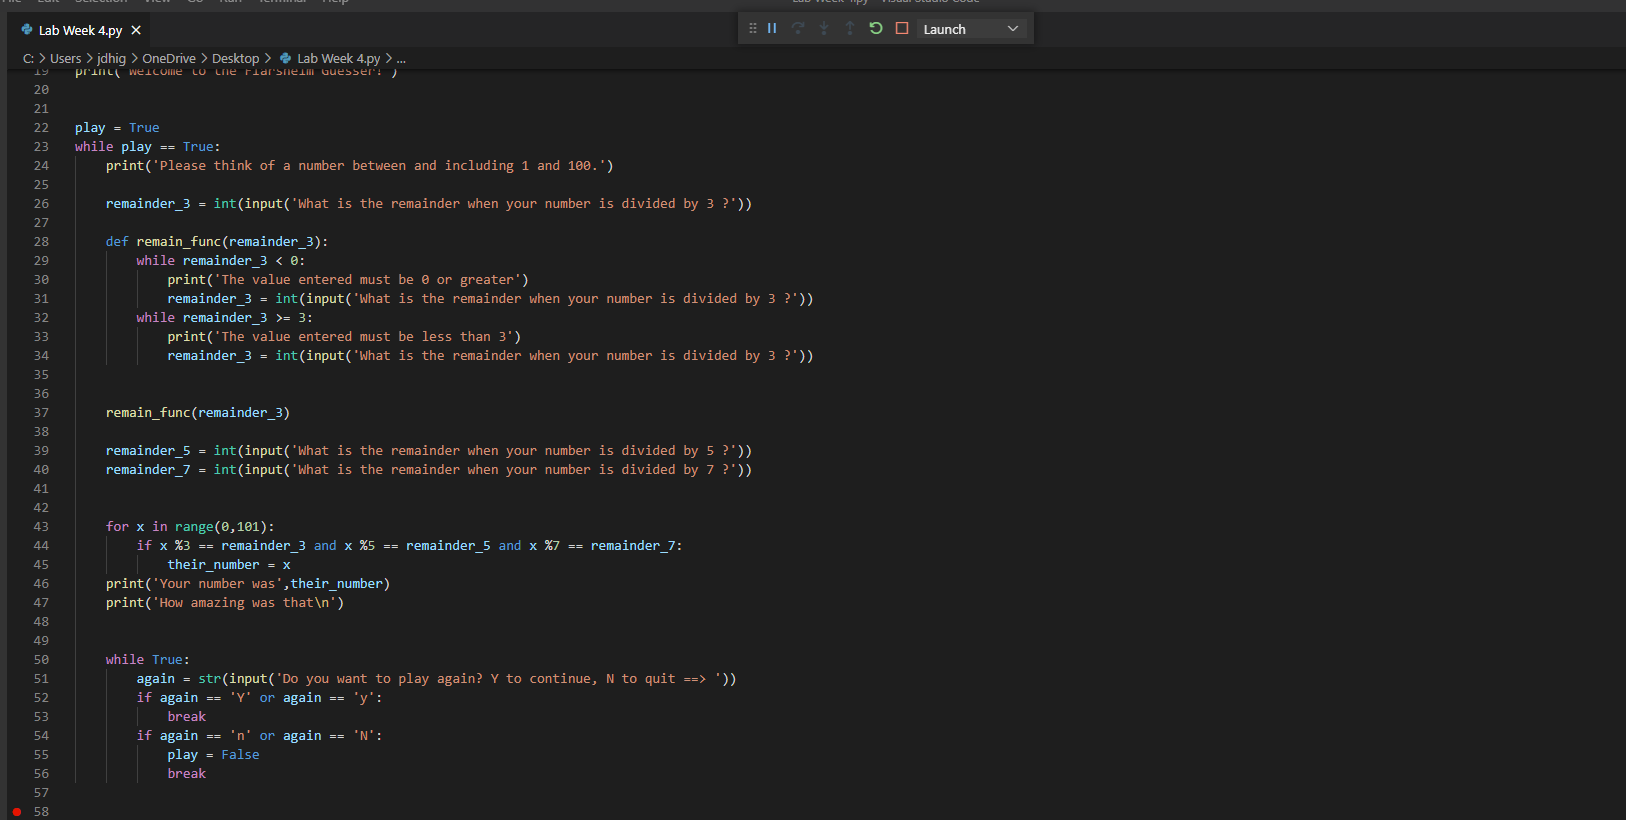 Lab Week 4.py
Launch
C: > Users > jdhig > OneDrive > Desktop > Lab Week 4.py > ...
19 print('Welcome to the Flarsheim Guesser!')
20
21
22 play = True
23 while play == True:
24     print('Please think of a number between and including 1 and 100.')
25
26     remainder_3 = int(input('What is the remainder when your number is divided by 3 ?'))
27
28     def remain_func(remainder_3):
29         while remainder_3 < 0:
30             print('The value entered must be 0 or greater')
31             remainder_3 = int(input('What is the remainder when your number is divided by 3 ?'))
32         while remainder_3 >= 3:
33             print('The value entered must be less than 3')
34             remainder_3 = int(input('What is the remainder when your number is divided by 3 ?'))
35
36
37     remain_func(remainder_3)
38
39     remainder_5 = int(input('What is the remainder when your number is divided by 5 ?'))
40     remainder_7 = int(input('What is the remainder when your number is divided by 7 ?'))
41
42
43     for x in range(0,101):
44         if x %3 == remainder_3 and x %5 == remainder_5 and x %7 == remainder_7:
45             their_number = x
46     print('Your number was',their_number)
47     print('How amazing was that\n')
48
49
50     while True:
51         again = str(input('Do you want to play again? Y to continue, N to quit ==> '))
52         if again == 'Y' or again == 'y':
53             break
54         if again == 'n' or again == 'N':
55             play = False
56             break
57
58